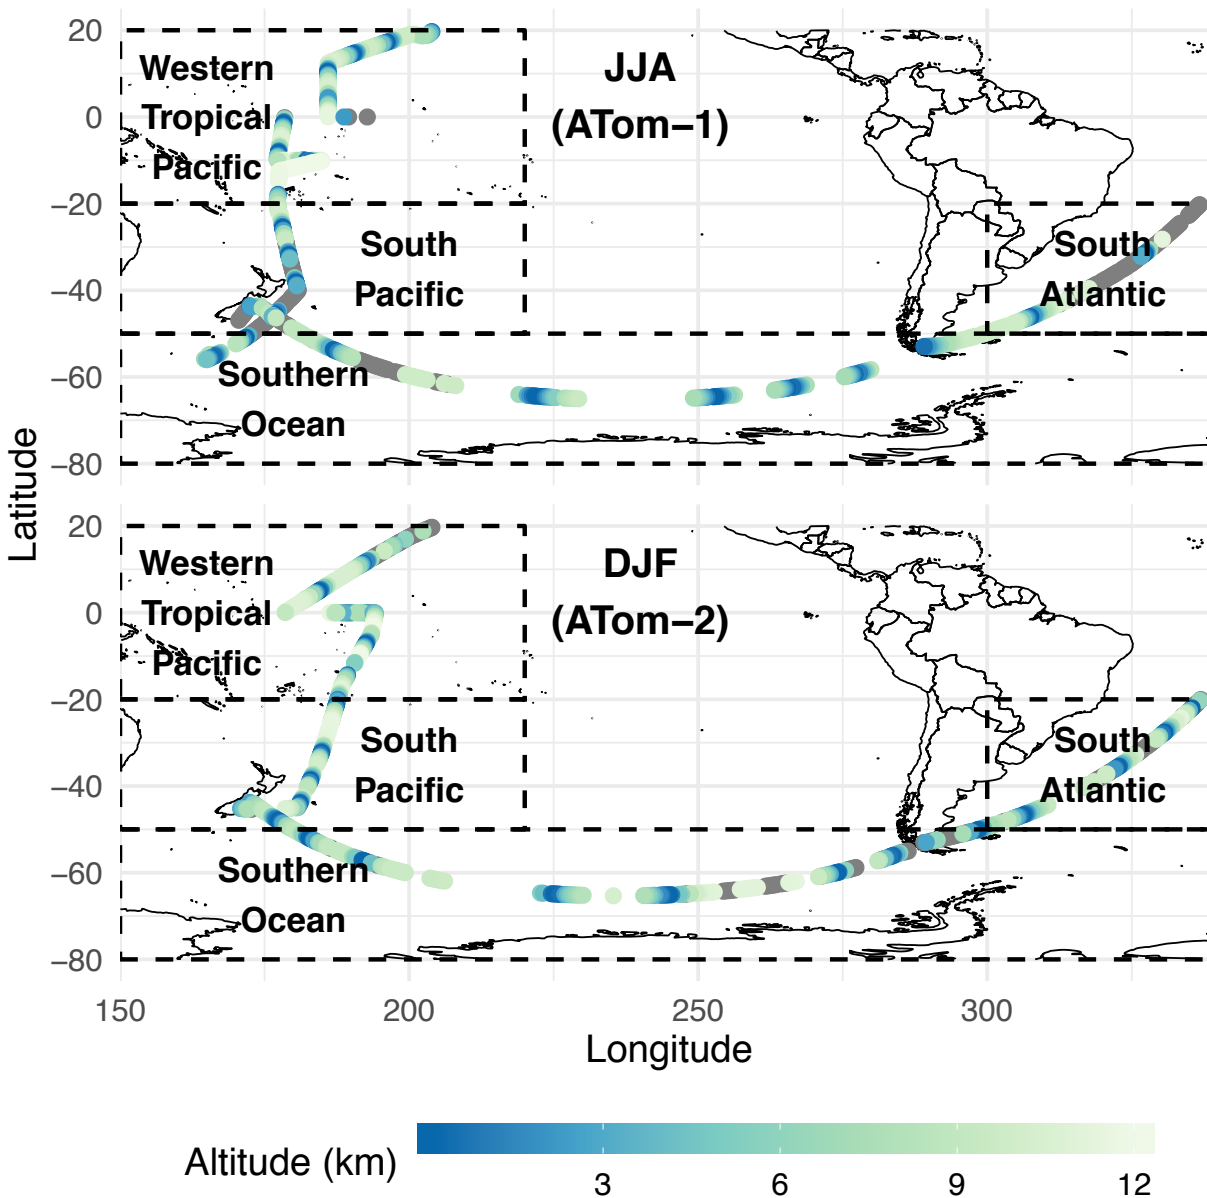 20
0
−20
−40
−60
−80
Western
Tropical
Pacific
JJA
(ATom−1)
South
Pacific
South
Atlantic
Southern
Ocean
Latitude
20
0
−20
−40
−60
−80
Western
Tropical
Pacific
DJF
(ATom−2)
South
Pacific
South
Atlantic
Southern
Ocean
150 200 250 300
Longitude
Altitude (km)
3 6 9 12